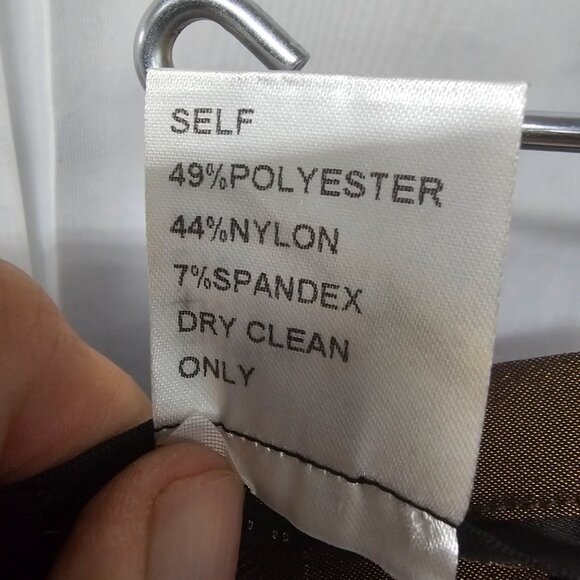 SELF
49%POLYESTER
44%NYLON
7%SPANDEX
DRY CLEAN
ONLY